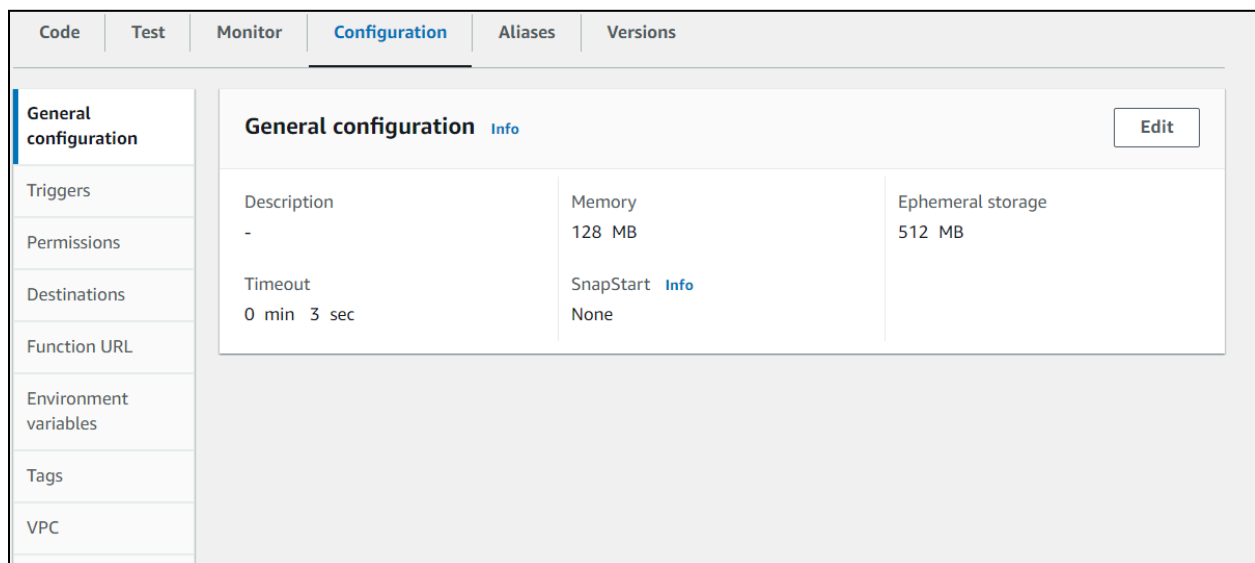 Code Test Monitor Configuration Aliases Versions
General
configuration
Triggers
Permissions
Destinations
Function URL
Environment
variables
Tags
VPC
General configuration Info
Edit
Description
-
Memory
128 MB
Ephemeral storage
512 MB
Timeout
0 min 3 sec
SnapStart Info
None